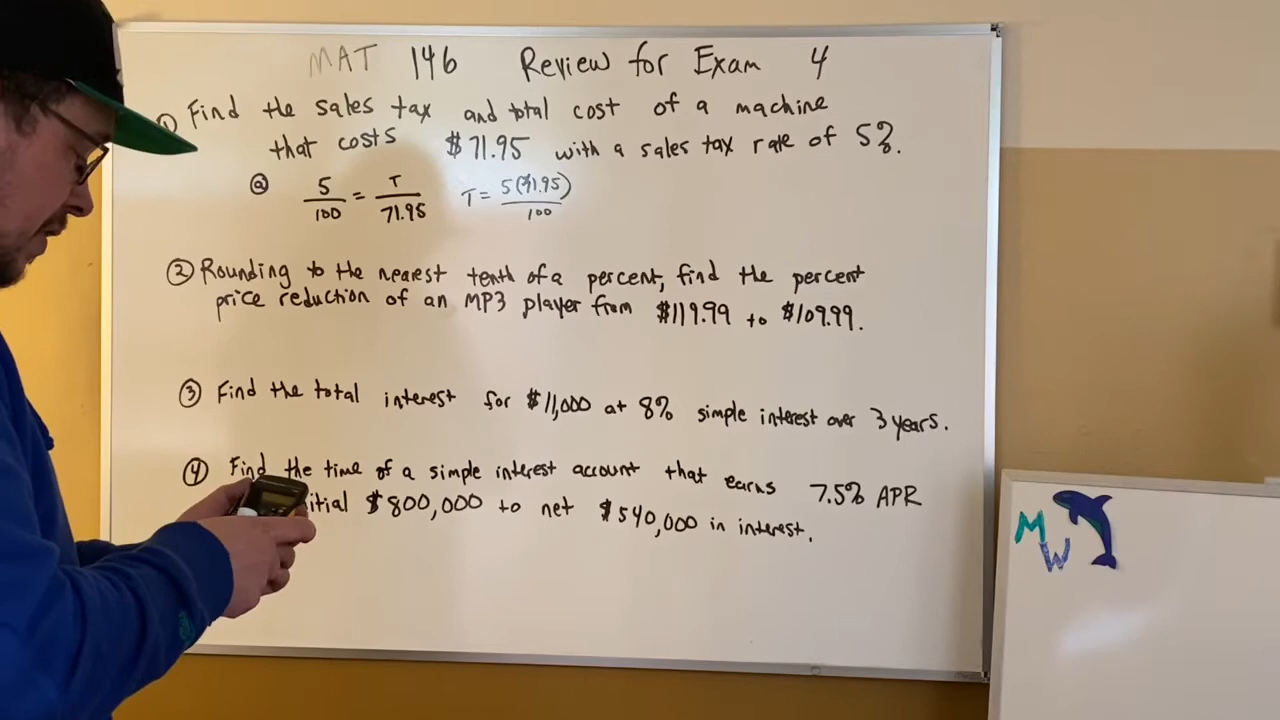 MAT 146 Review for Exam 4
① Find the sales tax and total cost of a machine
that costs $71.95 with a sales tax rate of 5%.
ⓐ 5/100 = T/71.95 T = 5(71.95)/100
② Rounding to the nearest tenth of a percent, find the percent
price reduction of an MP3 player from $119.99 to $109.99.
③ Find the total interest for $11,000 at 8% simple interest over 3 years.
④ Find the time of a simple interest account that earns 7.5% APR
itial $800,000 to net $540,000 in interest.
M
W